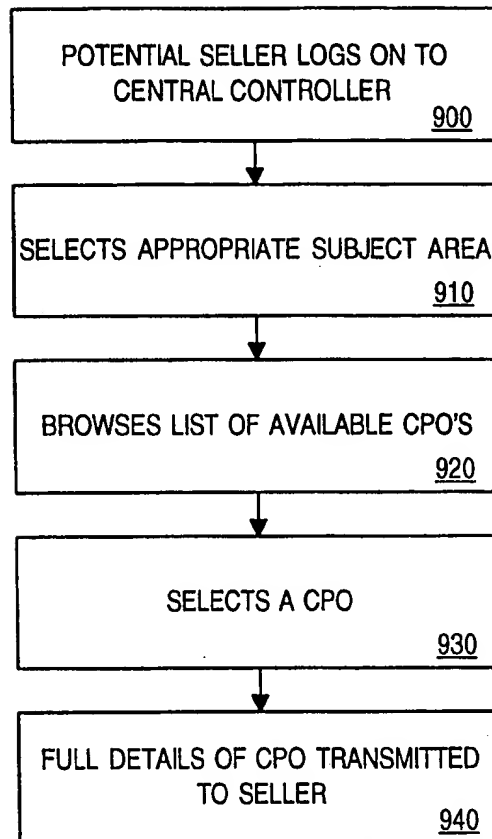 POTENTIAL SELLER LOGS ON TO
CENTRAL CONTROLLER
900
SELECTS APPROPRIATE SUBJECT AREA
910
BROWSES LIST OF AVAILABLE CPO'S
920
SELECTS A CPO
930
FULL DETAILS OF CPO TRANSMITTED
TO SELLER
940